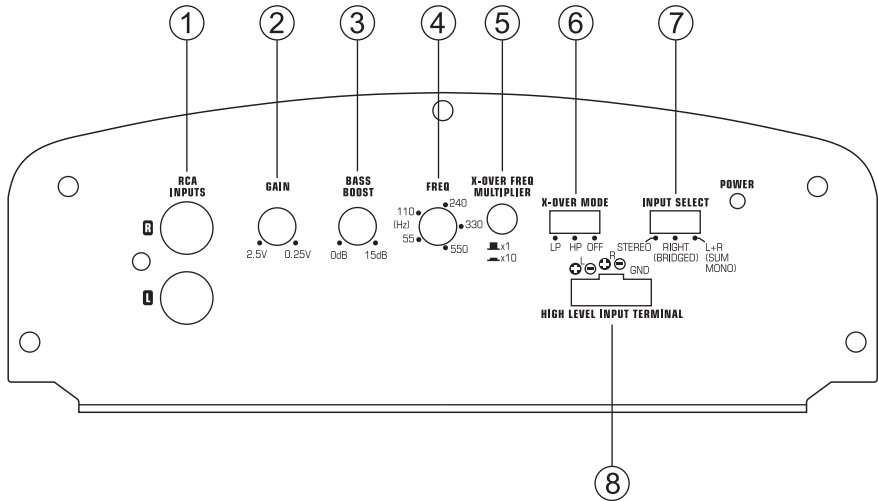 1 2 3 4 5 6 7
RCA INPUTS
R
L
GAIN
2.5V 0.25V
BASS BOOST
0dB 15dB
FREQ
240
110
(Hz)
330
55
550
X-OVER FREQ MULTIPLIER
x1
x10
X-OVER MODE
LP HP OFF
INPUT SELECT
STEREO RIGHT (BRIDGED) L+R (SUM MONO)
POWER
L R
GND
HIGH LEVEL INPUT TERMINAL
8